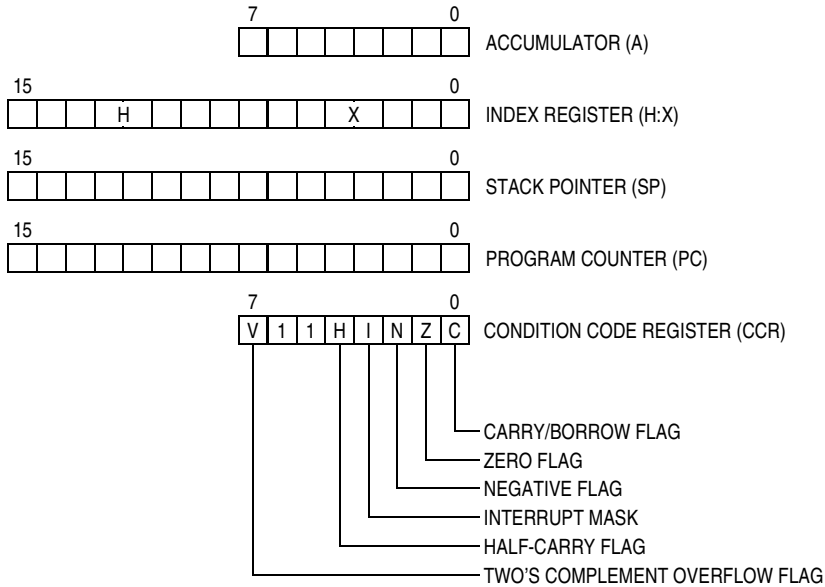 7 0
ACCUMULATOR (A)
15 0
H X INDEX REGISTER (H:X)
15 0
STACK POINTER (SP)
15 0
PROGRAM COUNTER (PC)
7 0
V 1 1 H I N Z C CONDITION CODE REGISTER (CCR)
CARRY/BORROW FLAG
ZERO FLAG
NEGATIVE FLAG
INTERRUPT MASK
HALF-CARRY FLAG
TWO'S COMPLEMENT OVERFLOW FLAG